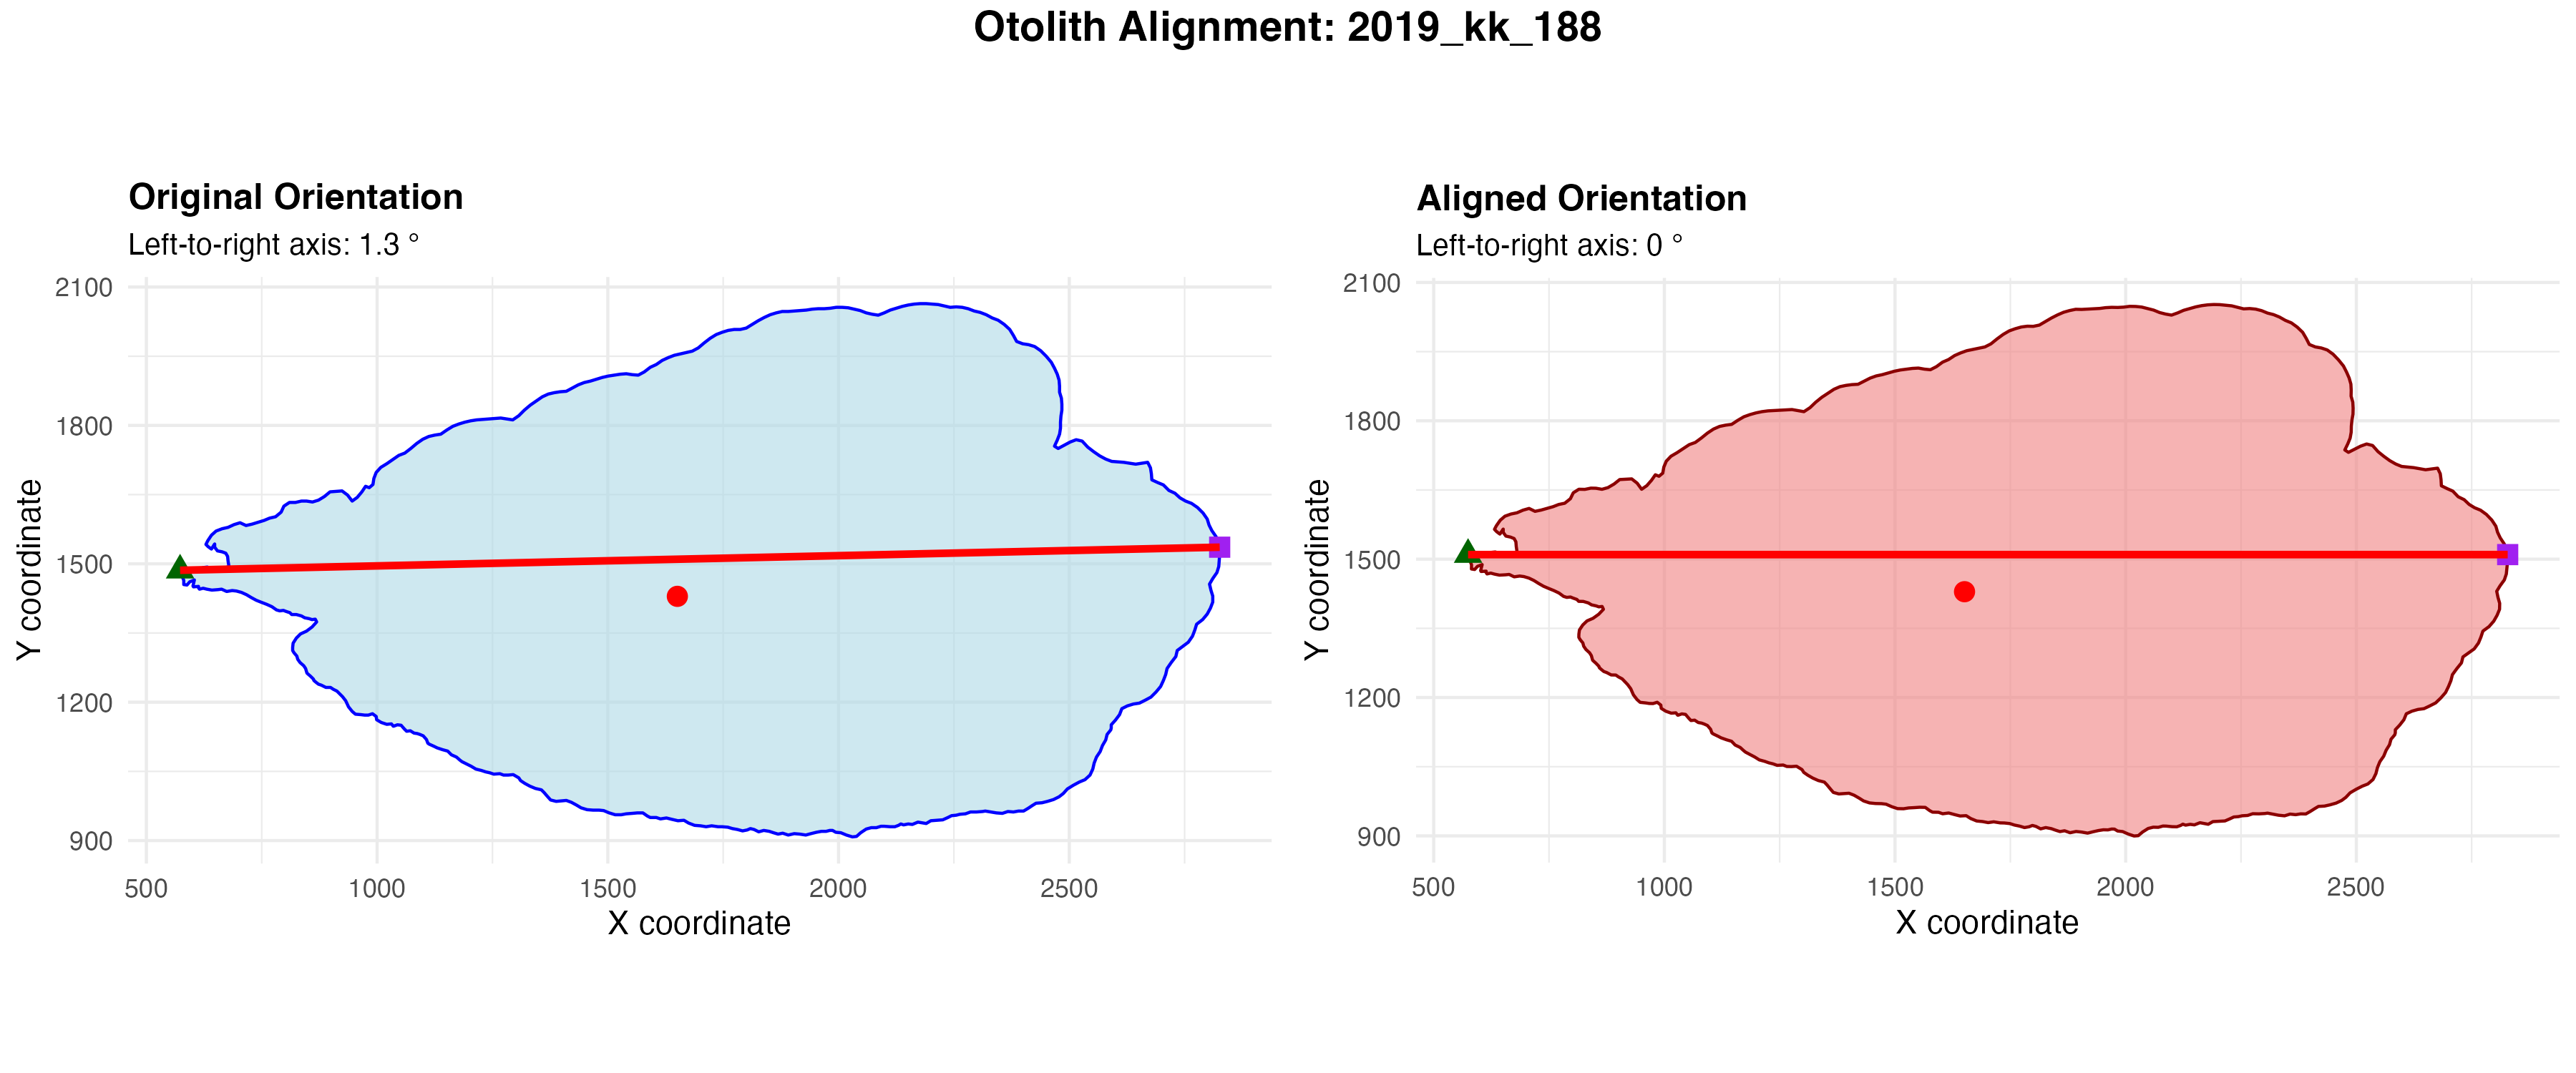 Otolith Alignment: 2019_kk_188
Original Orientation
Left-to-right axis: 1.3 °
2100
1800
1500
1200
900
Y coordinate
500 1000 1500 2000 2500
X coordinate
Aligned Orientation
Left-to-right axis: 0 °
2100
1800
1500
1200
900
Y coordinate
500 1000 1500 2000 2500
X coordinate